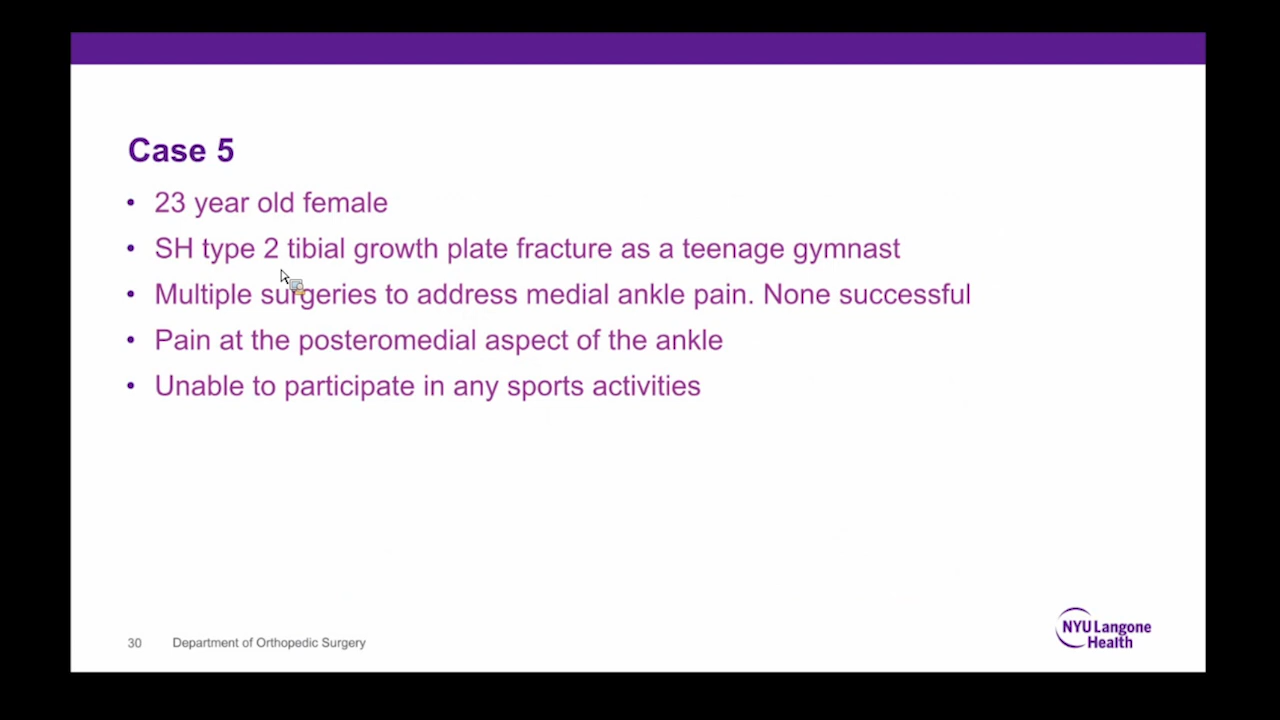 Case 5
• 23 year old female
• SH type 2 tibial growth plate fracture as a teenage gymnast
• Multiple surgeries to address medial ankle pain. None successful
• Pain at the posteromedial aspect of the ankle
• Unable to participate in any sports activities
30 Department of Orthopedic Surgery
NYU Langone
Health